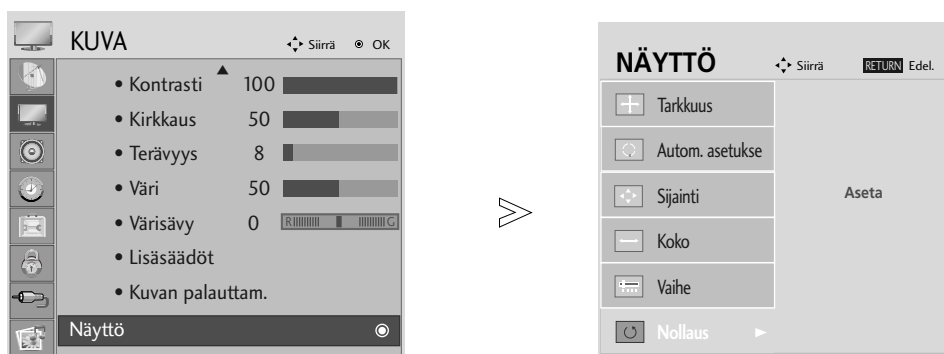 KUVA Siirrä OK
• Kontrasti 100
• Kirkkaus 50
• Terävyys 8
• Väri 50
• Värisävy 0 R G
• Lisäsäädöt
• Kuvan palauttam.
Näyttö
NÄYTTÖ Siirrä RETURN Edel.
Tarkkuus
Autom. asetukse
Sijainti
Koko
Vaihe
Nollaus
Aseta